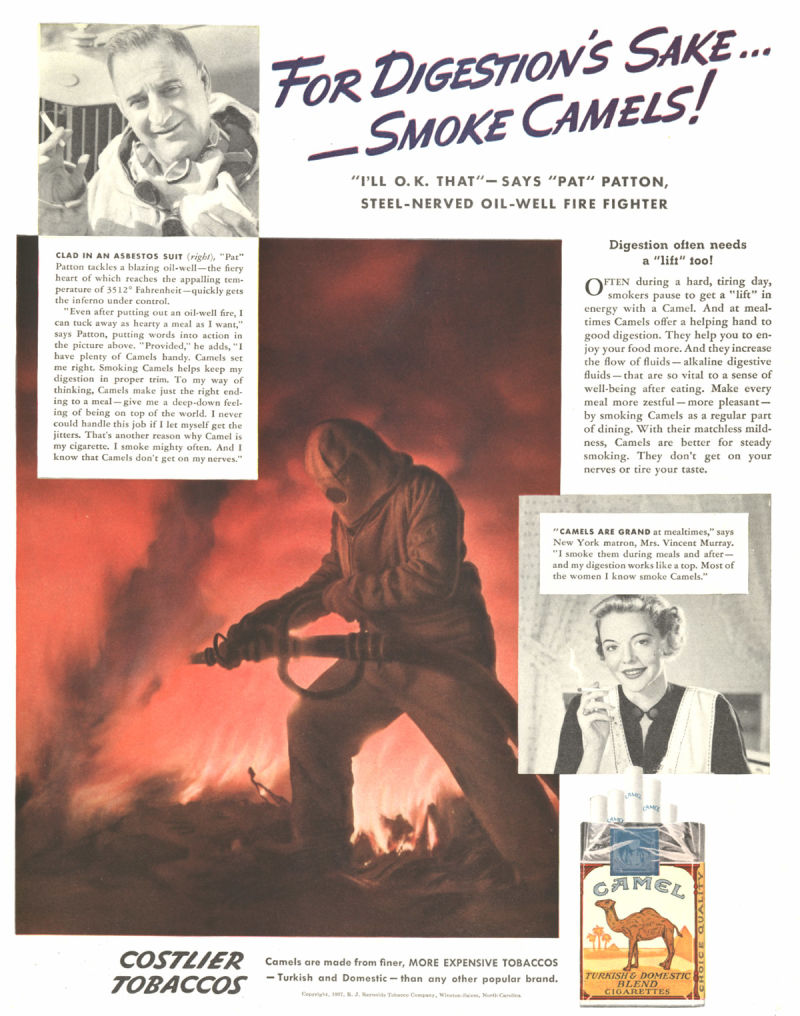 FOR DIGESTION'S SAKE...
—SMOKE CAMELS!
"I'LL O.K. THAT"—SAYS "PAT" PATTON,
STEEL-NERVED OIL-WELL FIRE FIGHTER
CLAD IN AN ASBESTOS SUIT (right), "Pat"
Patton tackles a blazing oil-well—the fiery
heart of which reaches the appalling tem-
perature of 3512° Fahrenheit—quickly gets
the inferno under control.
"Even after putting out an oil-well fire, I
can tuck away as hearty a meal as I want,"
says Patton, putting words into action in
the picture above. "Provided," he adds, "I
have plenty of Camels handy. Camels set
me right. Smoking Camels helps keep my
digestion in proper trim. To my way of
thinking, Camels make just the right end-
ing to a meal—give me a deep-down feel-
ing of being on top of the world. I never
could handle this job if I let myself get the
jitters. That's another reason why Camel is
my cigarette. I smoke mighty often. And I
know that Camels don't get on my nerves."
Digestion often needs
a "lift" too!
OFTEN during a hard, tiring day,
smokers pause to get a "lift" in
energy with a Camel. And at meal-
times Camels offer a helping hand to
good digestion. They help you to en-
joy your food more. And they increase
the flow of fluids—alkaline digestive
fluids—that are so vital to a sense of
well-being after eating. Make every
meal more zestful—more pleasant—
by smoking Camels as a regular part
of dining. With their matchless mild-
ness, Camels are better for steady
smoking. They don't get on your
nerves or tire your taste.
"CAMELS ARE GRAND at mealtimes," says
New York matron, Mrs. Vincent Murray.
"I smoke them during meals and after—
and my digestion works like a top. Most of
the women I know smoke Camels."
CAMEL
CAMEL
CAMEL
CAMEL
CHOICE QUALITY
TURKISH & DOMESTIC
BLEND
CIGARETTES
COSTLIER
TOBACCOS
Camels are made from finer, MORE EXPENSIVE TOBACCOS
—Turkish and Domestic—than any other popular brand.
Copyright, 1937, R. J. Reynolds Tobacco Company, Winston-Salem, North Carolina